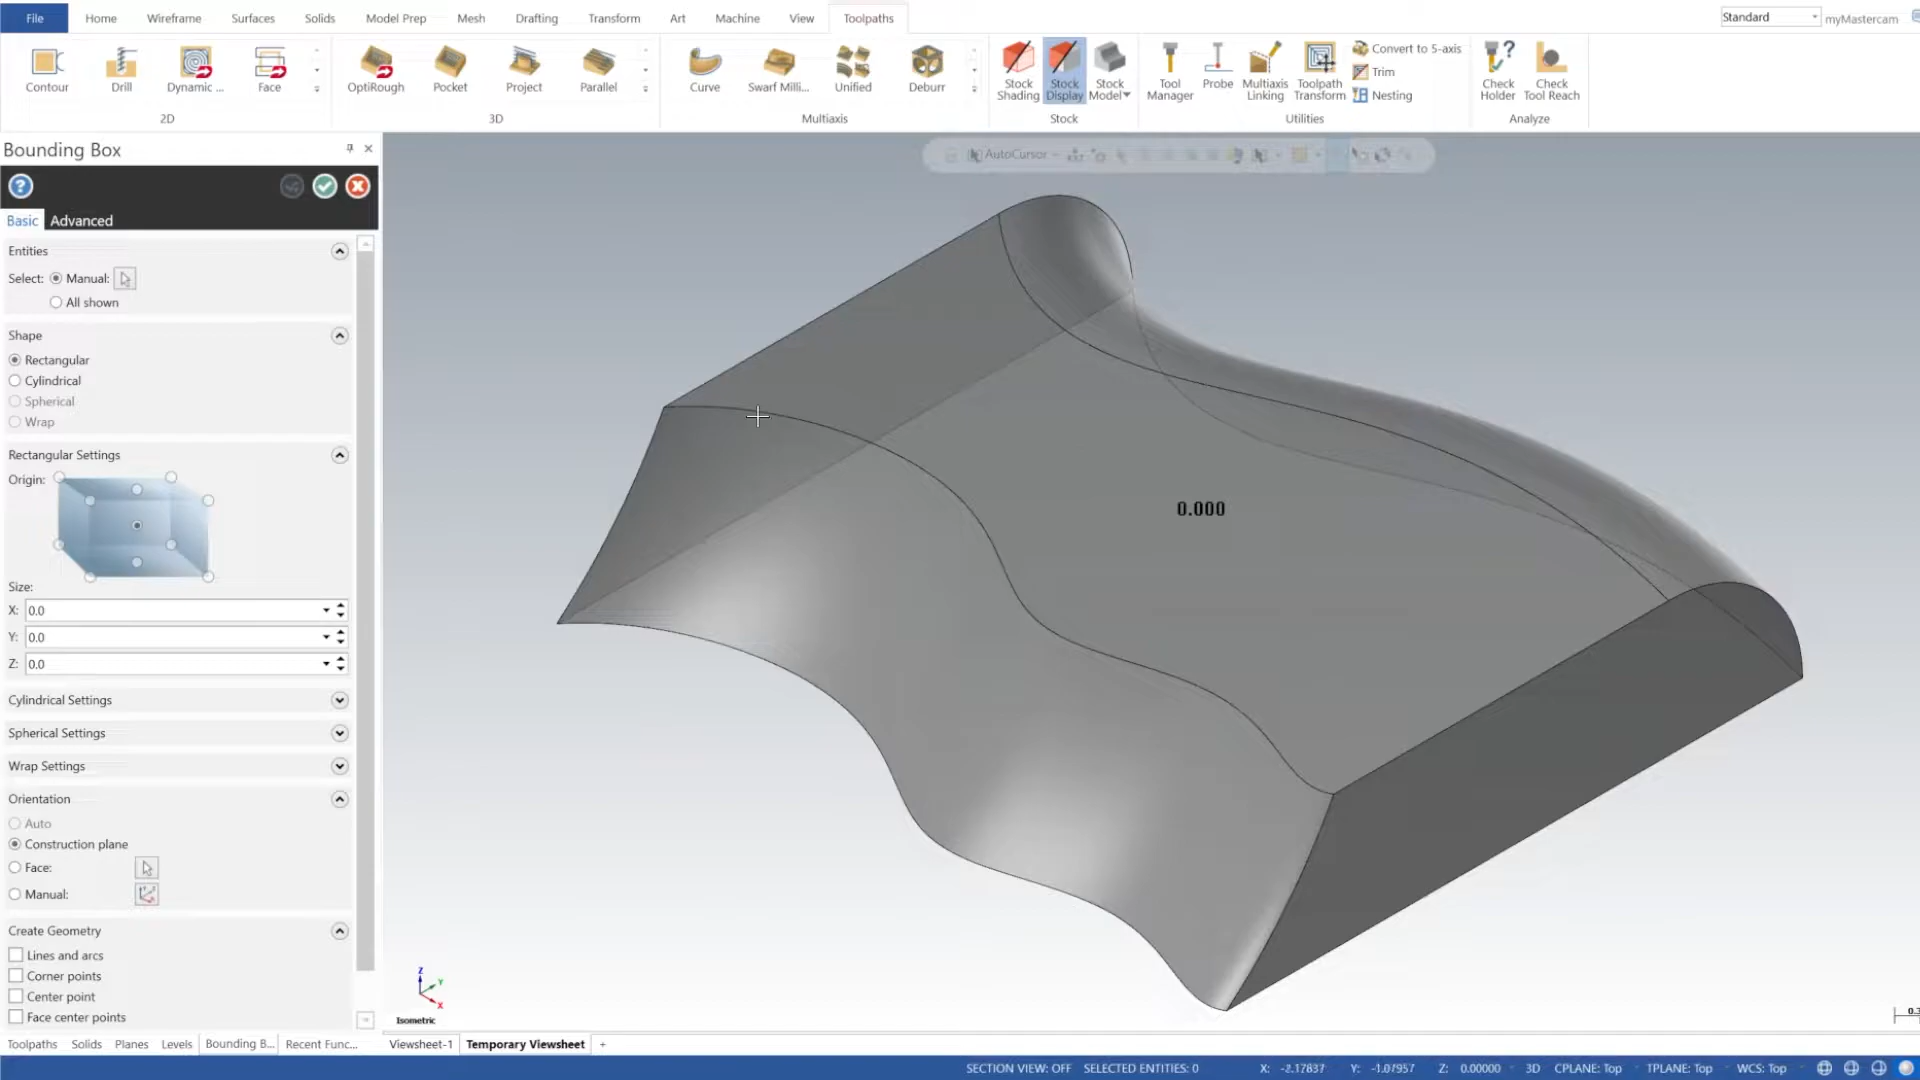 File Home Wireframe Surfaces Solids Model Prep Mesh Drafting Transform Art Machine View Toolpaths Standard myMastercam
Contour Drill Dynamic ... Face OptiRough Pocket Project Parallel Curve Swarf Milli... Unified Deburr
Stock Shading Stock Display Stock Model Tool Manager Probe Multiaxis Linking Toolpath Transform
Convert to 5-axis
Trim
Nesting
Check Holder Check Tool Reach
2D 3D Multiaxis Stock Utilities Analyze
Bounding Box
AutoCursor
Basic Advanced
Entities
Select: Manual:
All shown
Shape
Rectangular
Cylindrical
Spherical
Wrap
Rectangular Settings
Origin:
Size:
X: 0.0
Y: 0.0
Z: 0.0
Cylindrical Settings
Spherical Settings
Wrap Settings
Orientation
Auto
Construction plane
Face:
Manual:
Create Geometry
Lines and arcs
Corner points
Center point
Face center points
0.000
Z
Y
X
Isometric
Toolpaths Solids Planes Levels Bounding B... Recent Func... Viewsheet-1 Temporary Viewsheet +
SECTION VIEW: OFF SELECTED ENTITIES: 0 X: -2.17837 Y: -1.07957 Z: 0.00000 3D CPLANE: Top TPLANE: Top WCS: Top